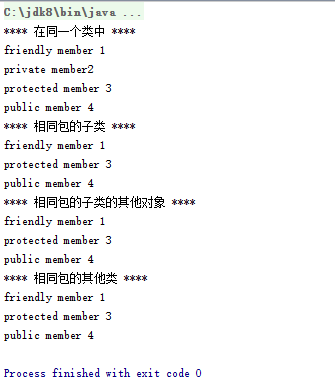 C:\jdk8\bin\java ...
**** 在同一个类中 ****
friendly member 1
private member2
protected member 3
public member 4
**** 相同包的子类 ****
friendly member 1
protected member 3
public member 4
**** 相同包的子类的其他对象 ****
friendly member 1
protected member 3
public member 4
**** 相同包的其他类 ****
friendly member 1
protected member 3
public member 4
Process finished with exit code 0